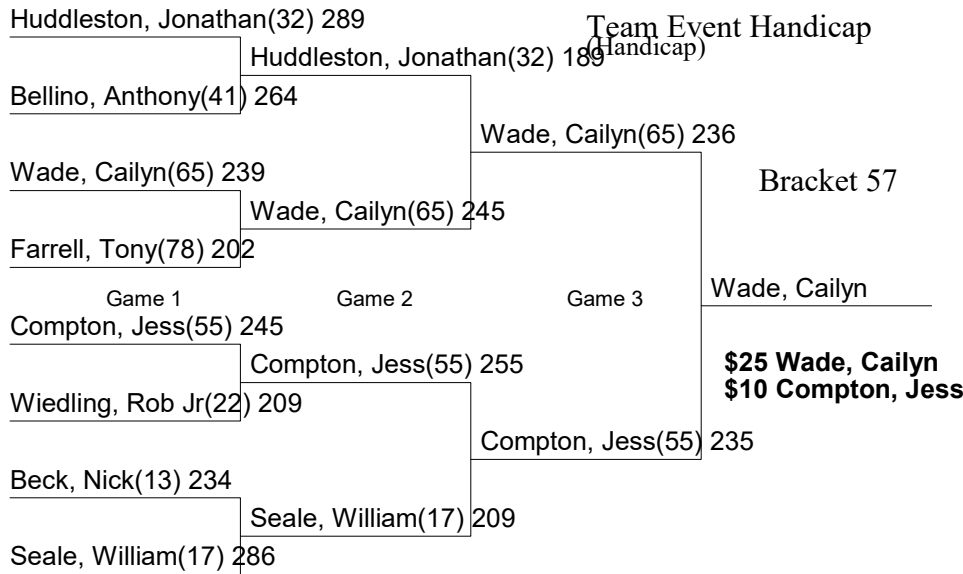 Huddleston, Jonathan(32) 289
Team Event Handicap
(Handicap)
Huddleston, Jonathan(32) 189
Bellino, Anthony(41) 264
Wade, Cailyn(65) 236
Wade, Cailyn(65) 239
Bracket 57
Wade, Cailyn(65) 245
Farrell, Tony(78) 202
Game 1
Game 2
Game 3
Wade, Cailyn
Compton, Jess(55) 245
Compton, Jess(55) 255
$25 Wade, Cailyn
$10 Compton, Jess
Wiedling, Rob Jr(22) 209
Compton, Jess(55) 235
Beck, Nick(13) 234
Seale, William(17) 209
Seale, William(17) 286